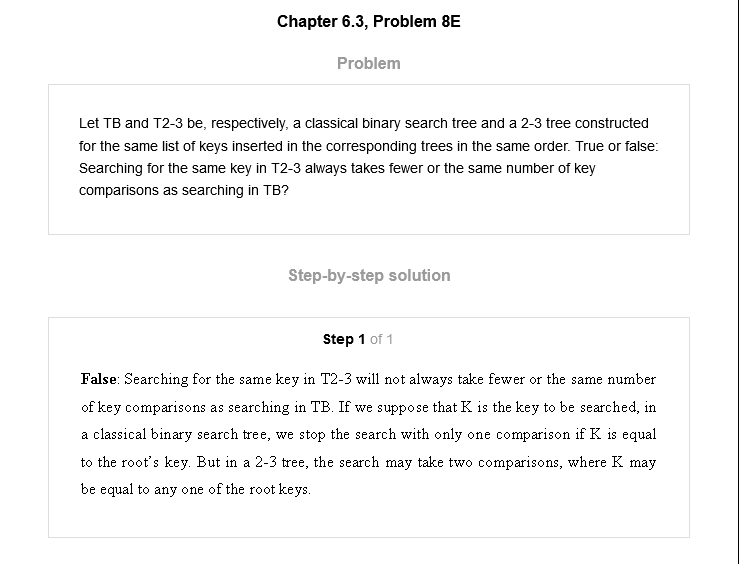 Chapter 6.3, Problem 8E
Problem
Let TB and T2-3 be, respectively, a classical binary search tree and a 2-3 tree constructed
for the same list of keys inserted in the corresponding trees in the same order. True or false:
Searching for the same key in T2-3 always takes fewer or the same number of key
comparisons as searching in TB?
Step-by-step solution
Step 1 of 1
False: Searching for the same key in T2-3 will not always take fewer or the same number
of key comparisons as searching in TB. If we suppose that K is the key to be searched, in
a classical binary search tree, we stop the search with only one comparison if K is equal
to the root's key. But in a 2-3 tree, the search may take two comparisons, where K may
be equal to any one of the root keys.